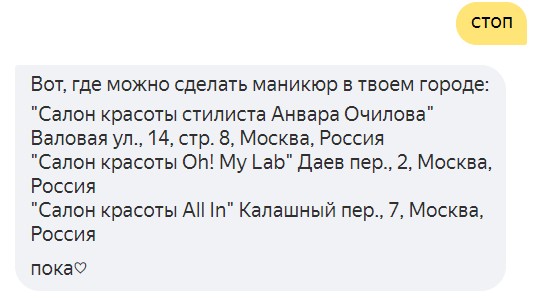 стоп
Вот, где можно сделать маникюр в твоем городе:
"Салон красоты стилиста Анвара Очилова"
Валовая ул., 14, стр. 8, Москва, Россия
"Салон красоты Oh! My Lab" Даев пер., 2, Москва,
Россия
"Салон красоты All In" Калашный пер., 7, Москва,
Россия
пока♡